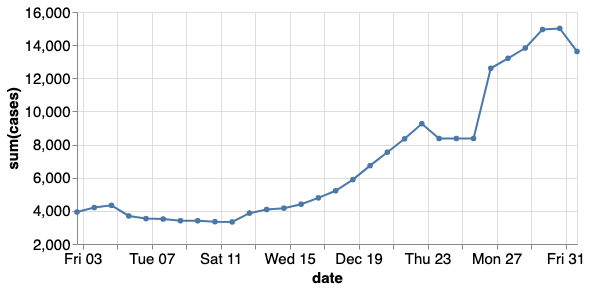 16,000
14,000
12,000
10,000
8,000
6,000
4,000
2,000
sum(cases)
Fri 03 Tue 07 Sat 11 Wed 15 Dec 19 Thu 23 Mon 27 Fri 31
date